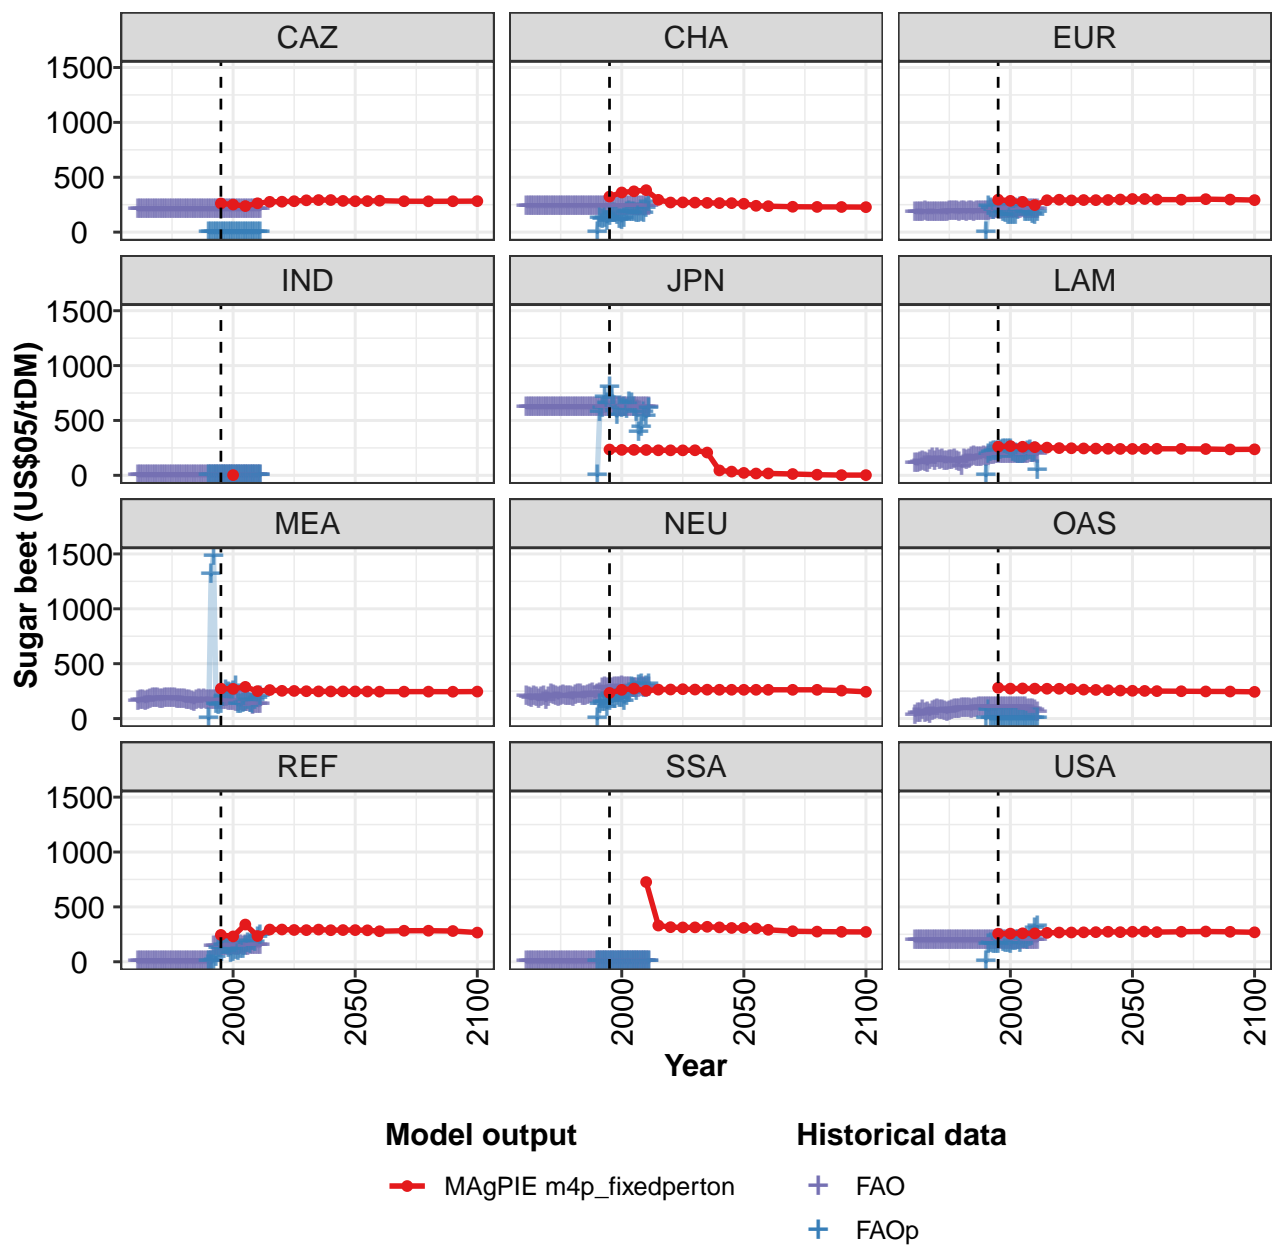 CAZ CHA EUR
1500
1000
500
0
IND JPN LAM
1500
1000
500
0
MEA NEU OAS
1500
1000
500
0
REF SSA USA
1500
1000
500
0
Sugar beet (US$05/tDM)
2000 2050 2100 2000 2050 2100 2000 2050 2100
Year
Model output Historical data
MAgPIE m4p_fixedperton FAO
FAOp